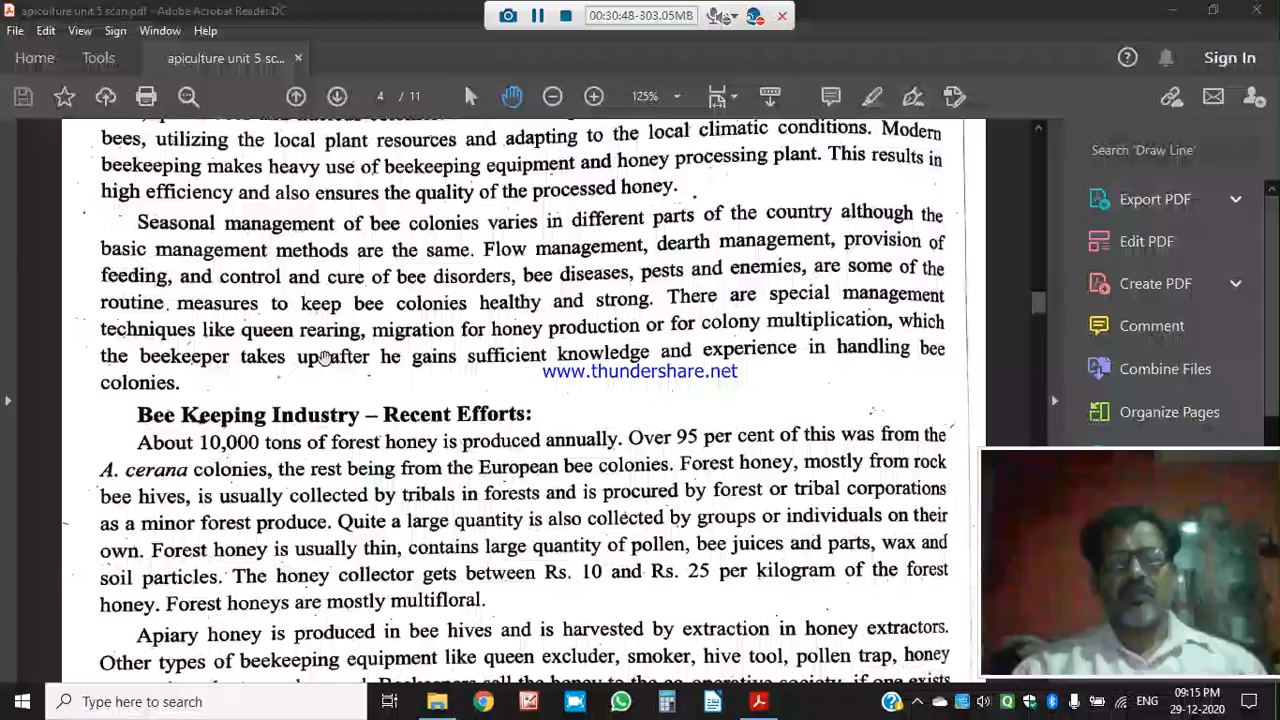 apiculture unit 5 scan.pdf - Adobe Acrobat Reader DC
00:30:48-303.05MB
File Edit View Sign Window Help
Home Tools apiculture unit 5 sc... × Sign In
4 / 11 125%
bees, utilizing the local plant resources and adapting to the local climatic conditions. Modern
beekeeping makes heavy use of beekeeping equipment and honey processing plant. This results in
high efficiency and also ensures the quality of the processed honey.
Seasonal management of bee colonies varies in different parts of the country although the
basic management methods are the same. Flow management, dearth management, provision of
feeding, and control and cure of bee disorders, bee diseases, pests and enemies, are some of the
routine measures to keep bee colonies healthy and strong. There are special management
techniques like queen rearing, migration for honey production or for colony multiplication, which
the beekeeper takes up after he gains sufficient knowledge and experience in handling bee
www.thundershare.net
colonies.
Bee Keeping Industry – Recent Efforts:
About 10,000 tons of forest honey is produced annually. Over 95 per cent of this was from the
A. cerana colonies, the rest being from the European bee colonies. Forest honey, mostly from rock
bee hives, is usually collected by tribals in forests and is procured by forest or tribal corporations
as a minor forest produce. Quite a large quantity is also collected by groups or individuals on their
own. Forest honey is usually thin, contains large quantity of pollen, bee juices and parts, wax and
soil particles. The honey collector gets between Rs. 10 and Rs. 25 per kilogram of the forest
honey. Forest honeys are mostly multifloral.
Apiary honey is produced in bee hives and is harvested by extraction in honey extractors.
Other types of beekeeping equipment like queen excluder, smoker, hive tool, pollen trap, honey
Search 'Draw Line'
Export PDF
Edit PDF
Create PDF
Comment
Combine Files
Organize Pages
Type here to search
ENG
09:15 PM
29-12-2020